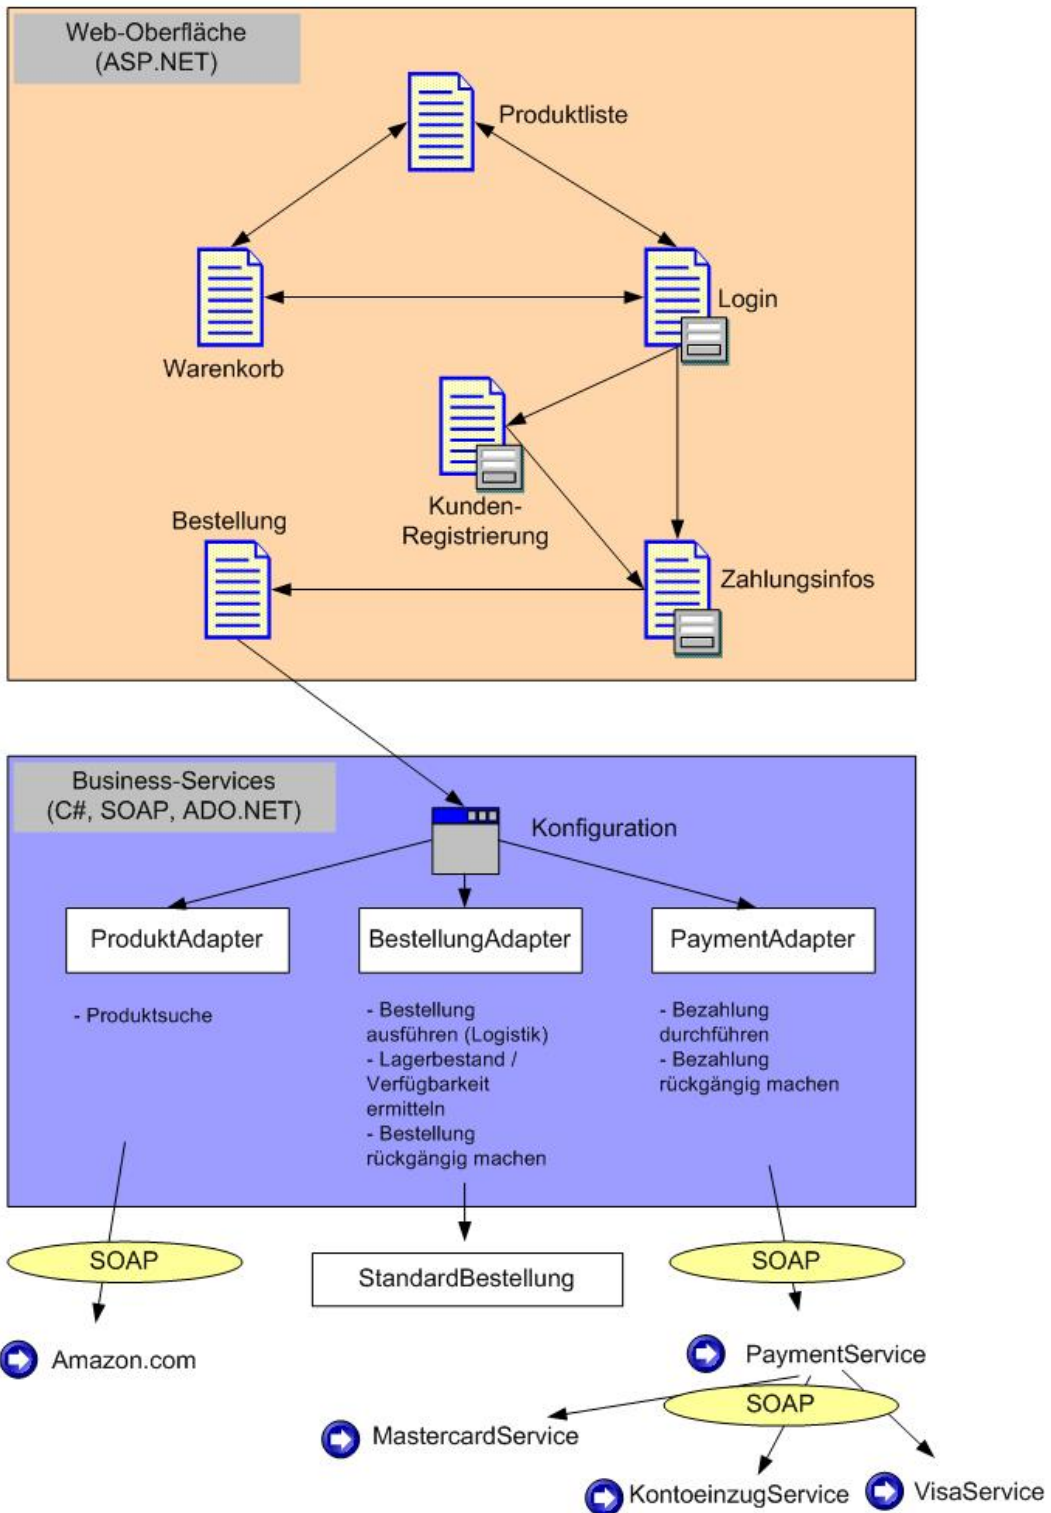 Web-Oberfläche
(ASP.NET)
Produktliste
Login
Warenkorb
Kunden-
Registrierung
Bestellung
Zahlungsinfos
Business-Services
(C#, SOAP, ADO.NET)
Konfiguration
ProduktAdapter
BestellungAdapter
PaymentAdapter
- Produktsuche
- Bestellung
ausführen (Logistik)
- Lagerbestand /
Verfügbarkeit
ermitteln
- Bestellung
rückgängig machen
- Bezahlung
durchführen
- Bezahlung
rückgängig machen
SOAP
StandardBestellung
SOAP
Amazon.com
PaymentService
SOAP
MastercardService
KontoeinzugService
VisaService